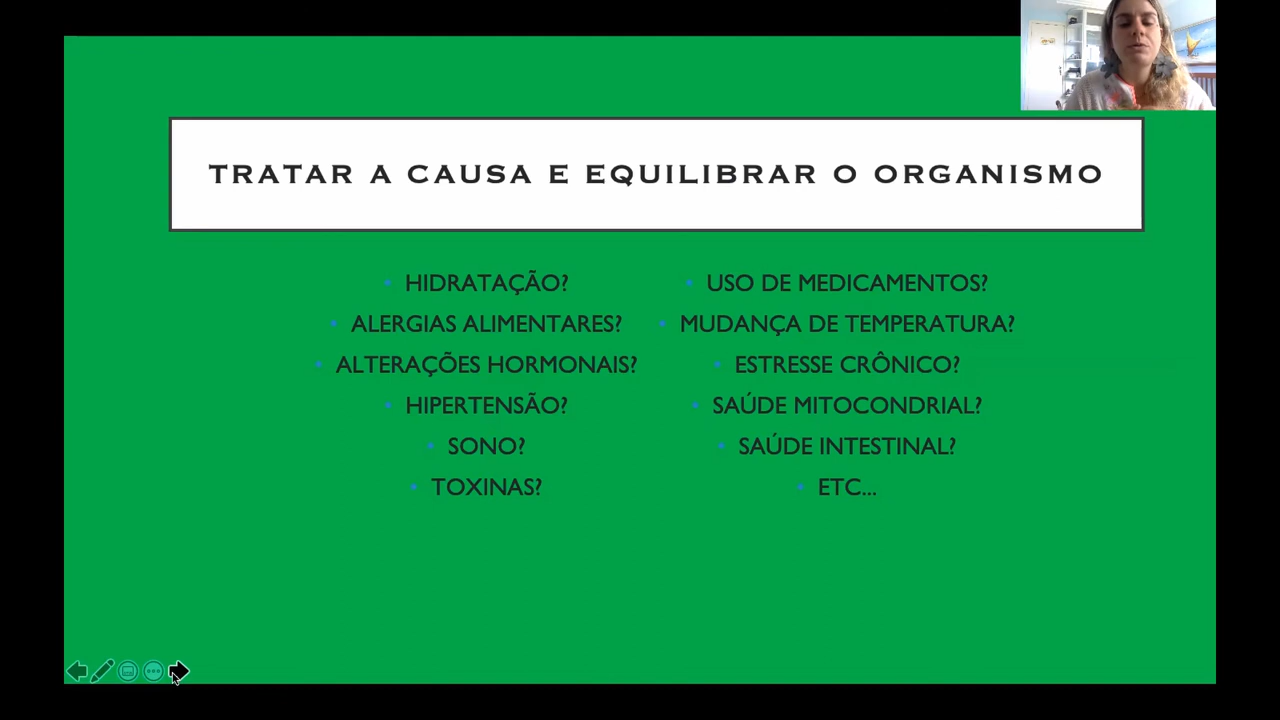 TRATAR A CAUSA E EQUILIBRAR O ORGANISMO
• HIDRATAÇÃO?
• ALERGIAS ALIMENTARES?
• ALTERAÇÕES HORMONAIS?
• HIPERTENSÃO?
• SONO?
• TOXINAS?
• USO DE MEDICAMENTOS?
• MUDANÇA DE TEMPERATURA?
• ESTRESSE CRÔNICO?
• SAÚDE MITOCONDRIAL?
• SAÚDE INTESTINAL?
• ETC...